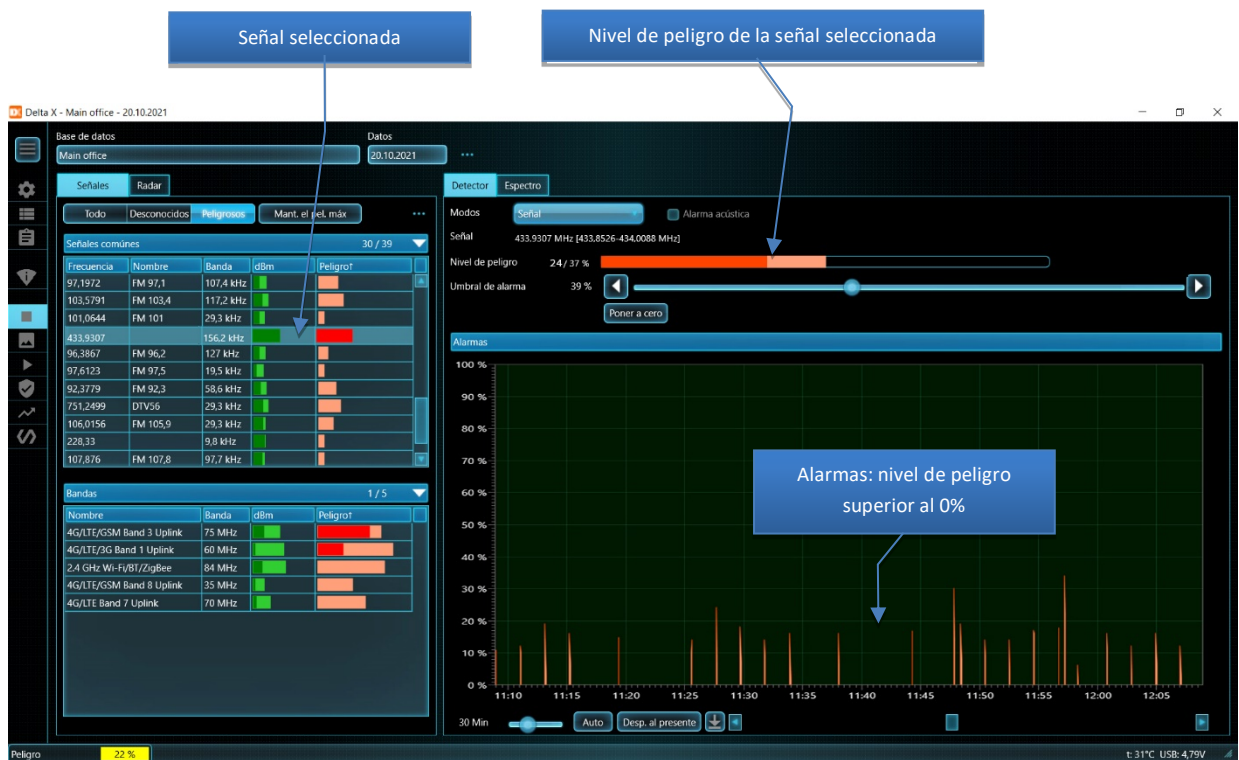 Señal seleccionada
Nivel de peligro de la señal seleccionada
Delta X - Main office - 20.10.2021
Base de datos
Datos
Main office
20.10.2021
Señales
Radar
Todo
Desconocidos
Peligrosos
Mant. el pel. máx
Señales comúnes
30 / 39
Frecuencia Nombre Banda dBm Peligro↑
97,1972 FM 97,1 107,4 kHz
103,5791 FM 103,4 117,2 kHz
101,0644 FM 101 29,3 kHz
433,9307 156,2 kHz
96,3867 FM 96,2 127 kHz
97,6123 FM 97,5 19,5 kHz
92,3779 FM 92,3 58,6 kHz
751,2499 DTV56 29,3 kHz
106,0156 FM 105,9 29,3 kHz
228,33 9,8 kHz
107,876 FM 107,8 97,7 kHz
Bandas
1 / 5
Nombre Banda dBm Peligro↑
4G/LTE/GSM Band 3 Uplink 75 MHz
4G/LTE/3G Band 1 Uplink 60 MHz
2.4 GHz Wi-Fi/BT/ZigBee 84 MHz
4G/LTE/GSM Band 8 Uplink 35 MHz
4G/LTE Band 7 Uplink 70 MHz
Detector
Espectro
Modos
Señal
Alarma acústica
Señal 433.9307 MHz [433,8526-434,0088 MHz]
Nivel de peligro 24 / 37 %
Umbral de alarma 39 %
Poner a cero
Alarmas
100 %
90 %
80 %
70 %
60 %
50 %
40 %
30 %
20 %
10 %
0 %
Alarmas: nivel de peligro
superior al 0%
11:10 11:15 11:20 11:25 11:30 11:35 11:40 11:45 11:50 11:55 12:00 12:05
30 Min
Auto
Desp. al presente
Peligro 22 %
t: 31°C USB: 4,79V